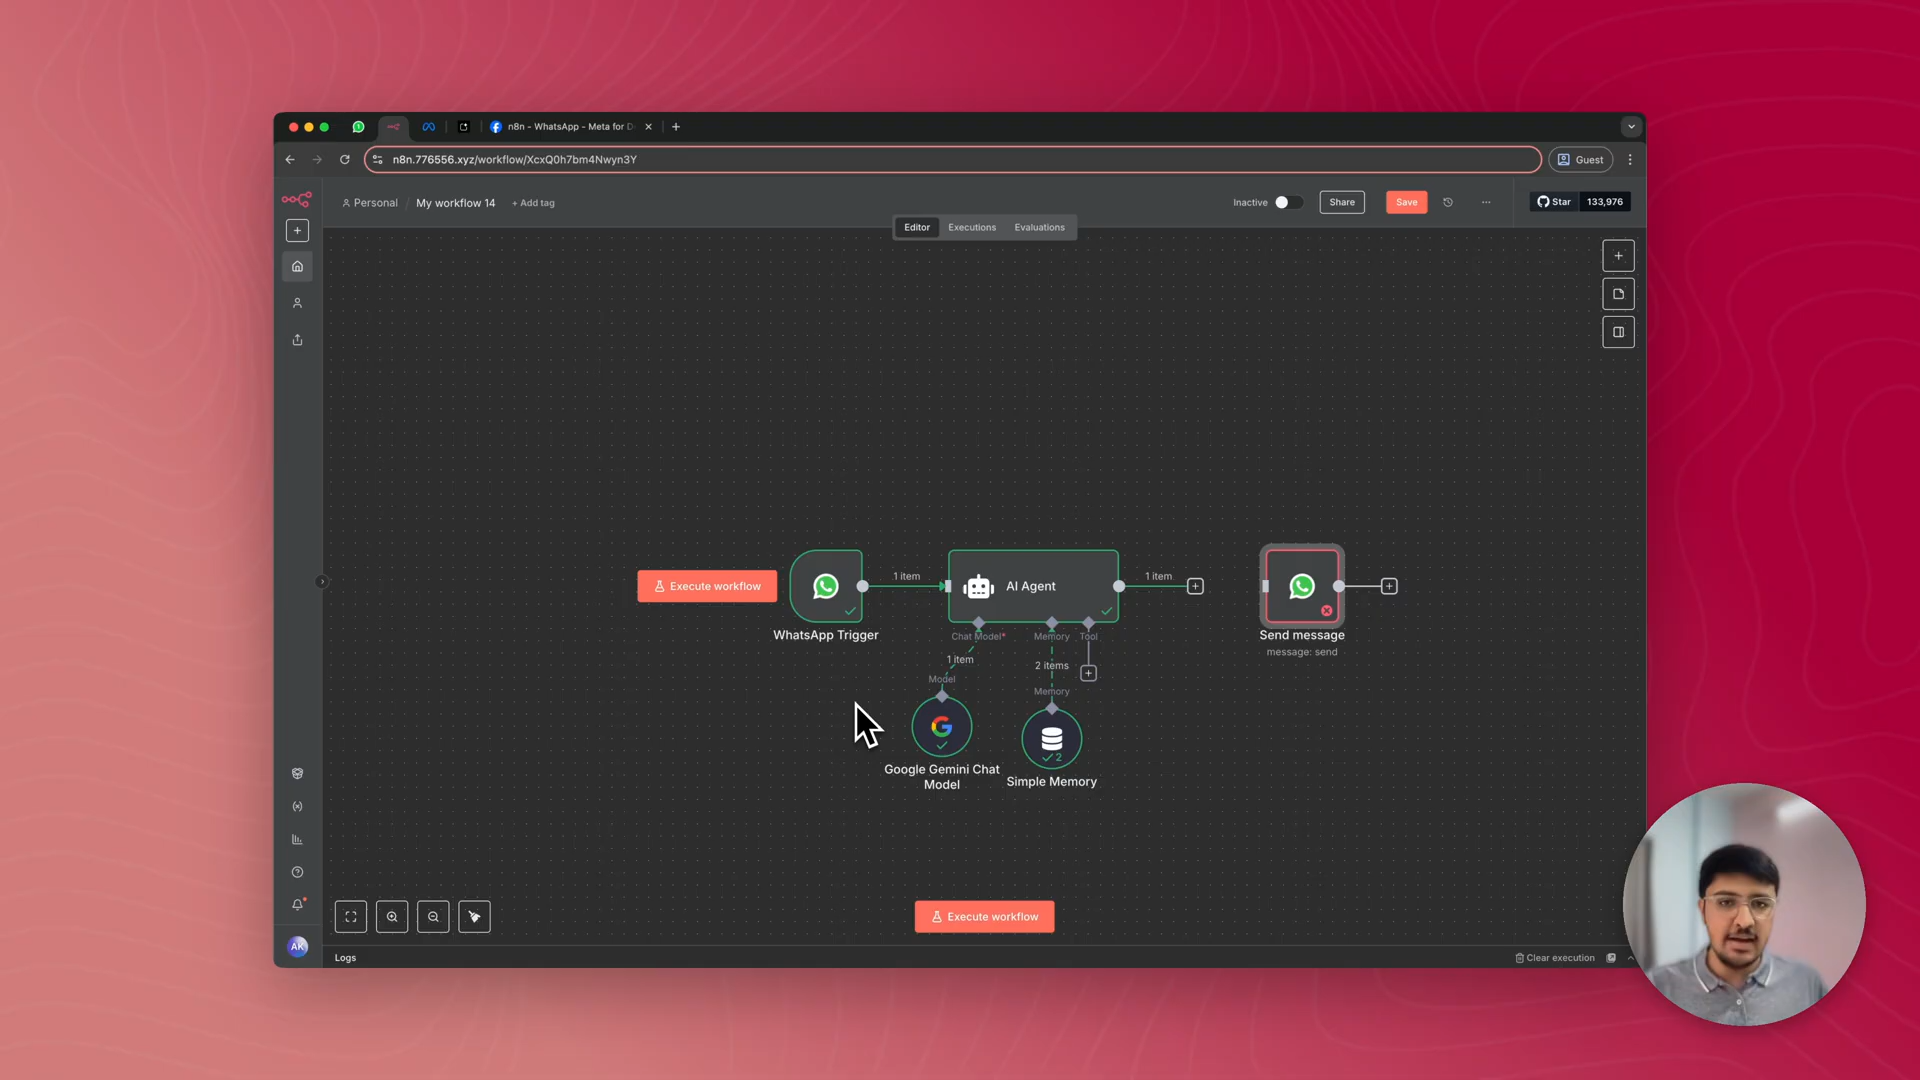 n8n - WhatsApp - Meta for D
n8n.776556.xyz/workflow/XcxQ0h7bm4Nwyn3Y
Guest
Personal / My workflow 14 + Add tag
Inactive
Share
Save
Star 133,976
Editor Executions Evaluations
Execute workflow
1 item
AI Agent
1 item
WhatsApp Trigger
Chat Model*
Memory
Tool
Send message
message: send
1 item
2 items
Model
Memory
2
Google Gemini Chat
Model
Simple Memory
Execute workflow
AK
Logs
Clear execution